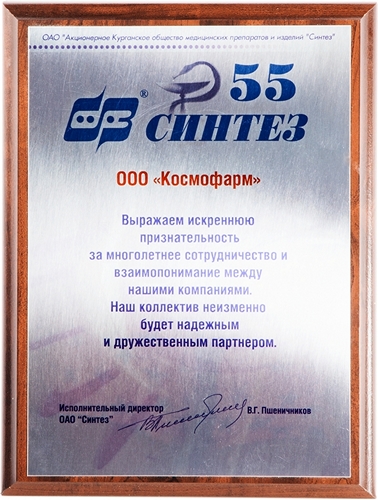 ОАО "Акционерное Курганское общество медицинских препаратов и изделий "Синтез"
55
®
СИНТЕЗ
ООО «Космофарм»
Выражаем искреннюю
признательность
за многолетнее сотрудничество и
взаимопонимание между
нашими компаниями.
Наш коллектив неизменно
будет надежным
и дружественным партнером.
Исполнительный директор
ОАО "Синтез"
В.Г. Пшеничников